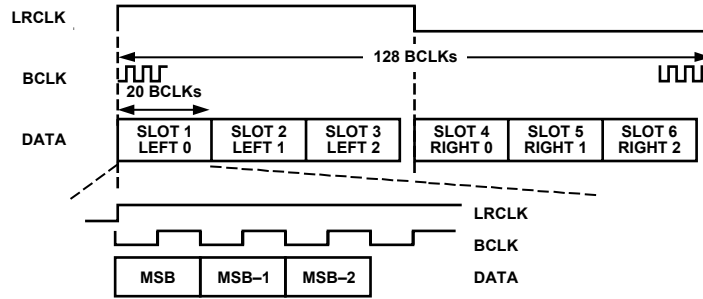 LRCLK
128 BCLKs
BCLK
20 BCLKs
DATA
SLOT 1 SLOT 2 SLOT 3 SLOT 4 SLOT 5 SLOT 6
LEFT 0 LEFT 1 LEFT 2 RIGHT 0 RIGHT 1 RIGHT 2
LRCLK
BCLK
MSB MSB–1 MSB–2 DATA